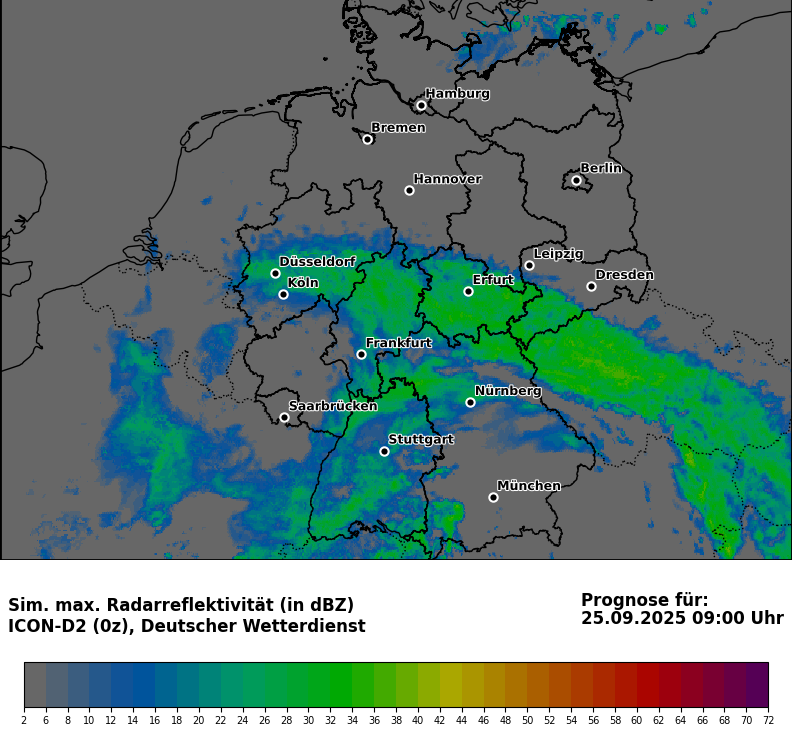 Hamburg
Bremen
Berlin
Hannover
Leipzig
Düsseldorf
Dresden
Köln
Erfurt
Frankfurt
Nürnberg
Saarbrücken
Stuttgart
München
Sim. max. Radarreflektivität (in dBZ)
ICON-D2 (0z), Deutscher Wetterdienst
Prognose für:
25.09.2025 09:00 Uhr
2 6 8 10 12 14 16 18 20 22 24 26 28 30 32 34 36 38 40 42 44 46 48 50 52 54 56 58 60 62 64 66 68 70 72